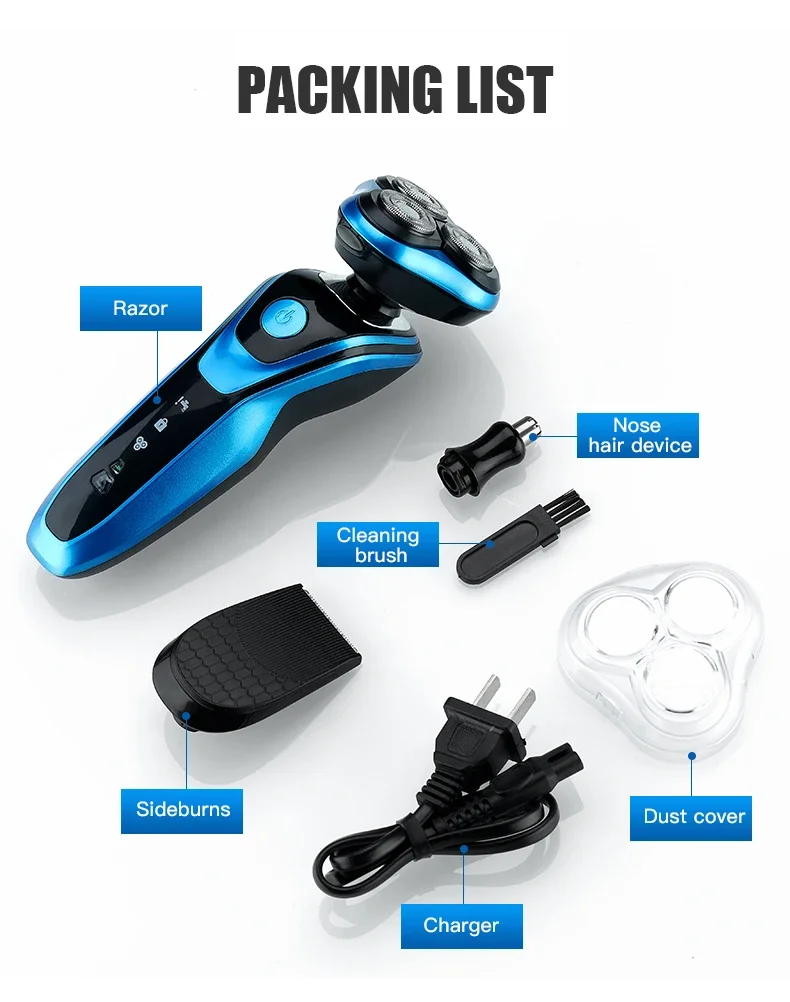 PACKING LIST
Razor
Nose
hair device
Cleaning
brush
Sideburns
Dust cover
Charger